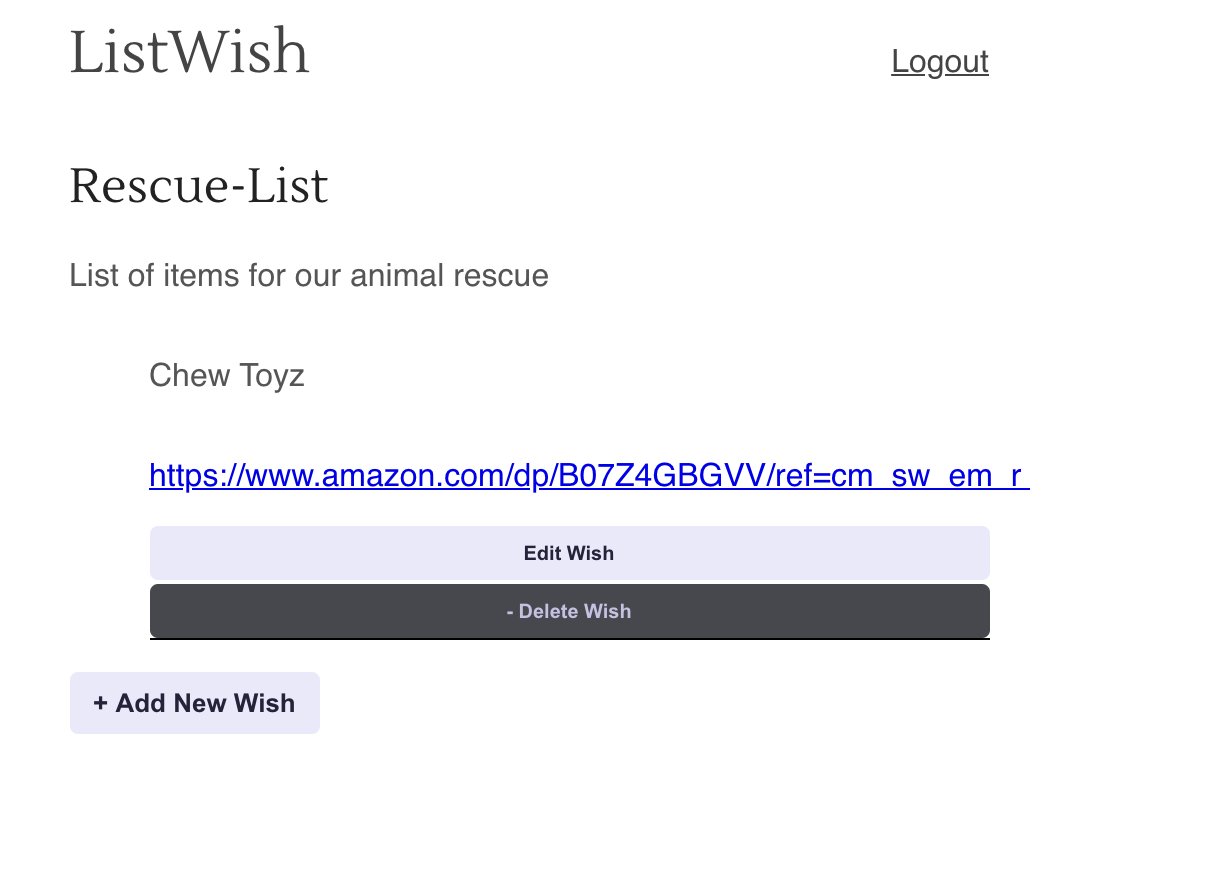 ListWish
Logout
Rescue-List
List of items for our animal rescue
Chew Toyz
https://www.amazon.com/dp/B07Z4GBGVV/ref=cm_sw_em_r_
Edit Wish
- Delete Wish
+ Add New Wish